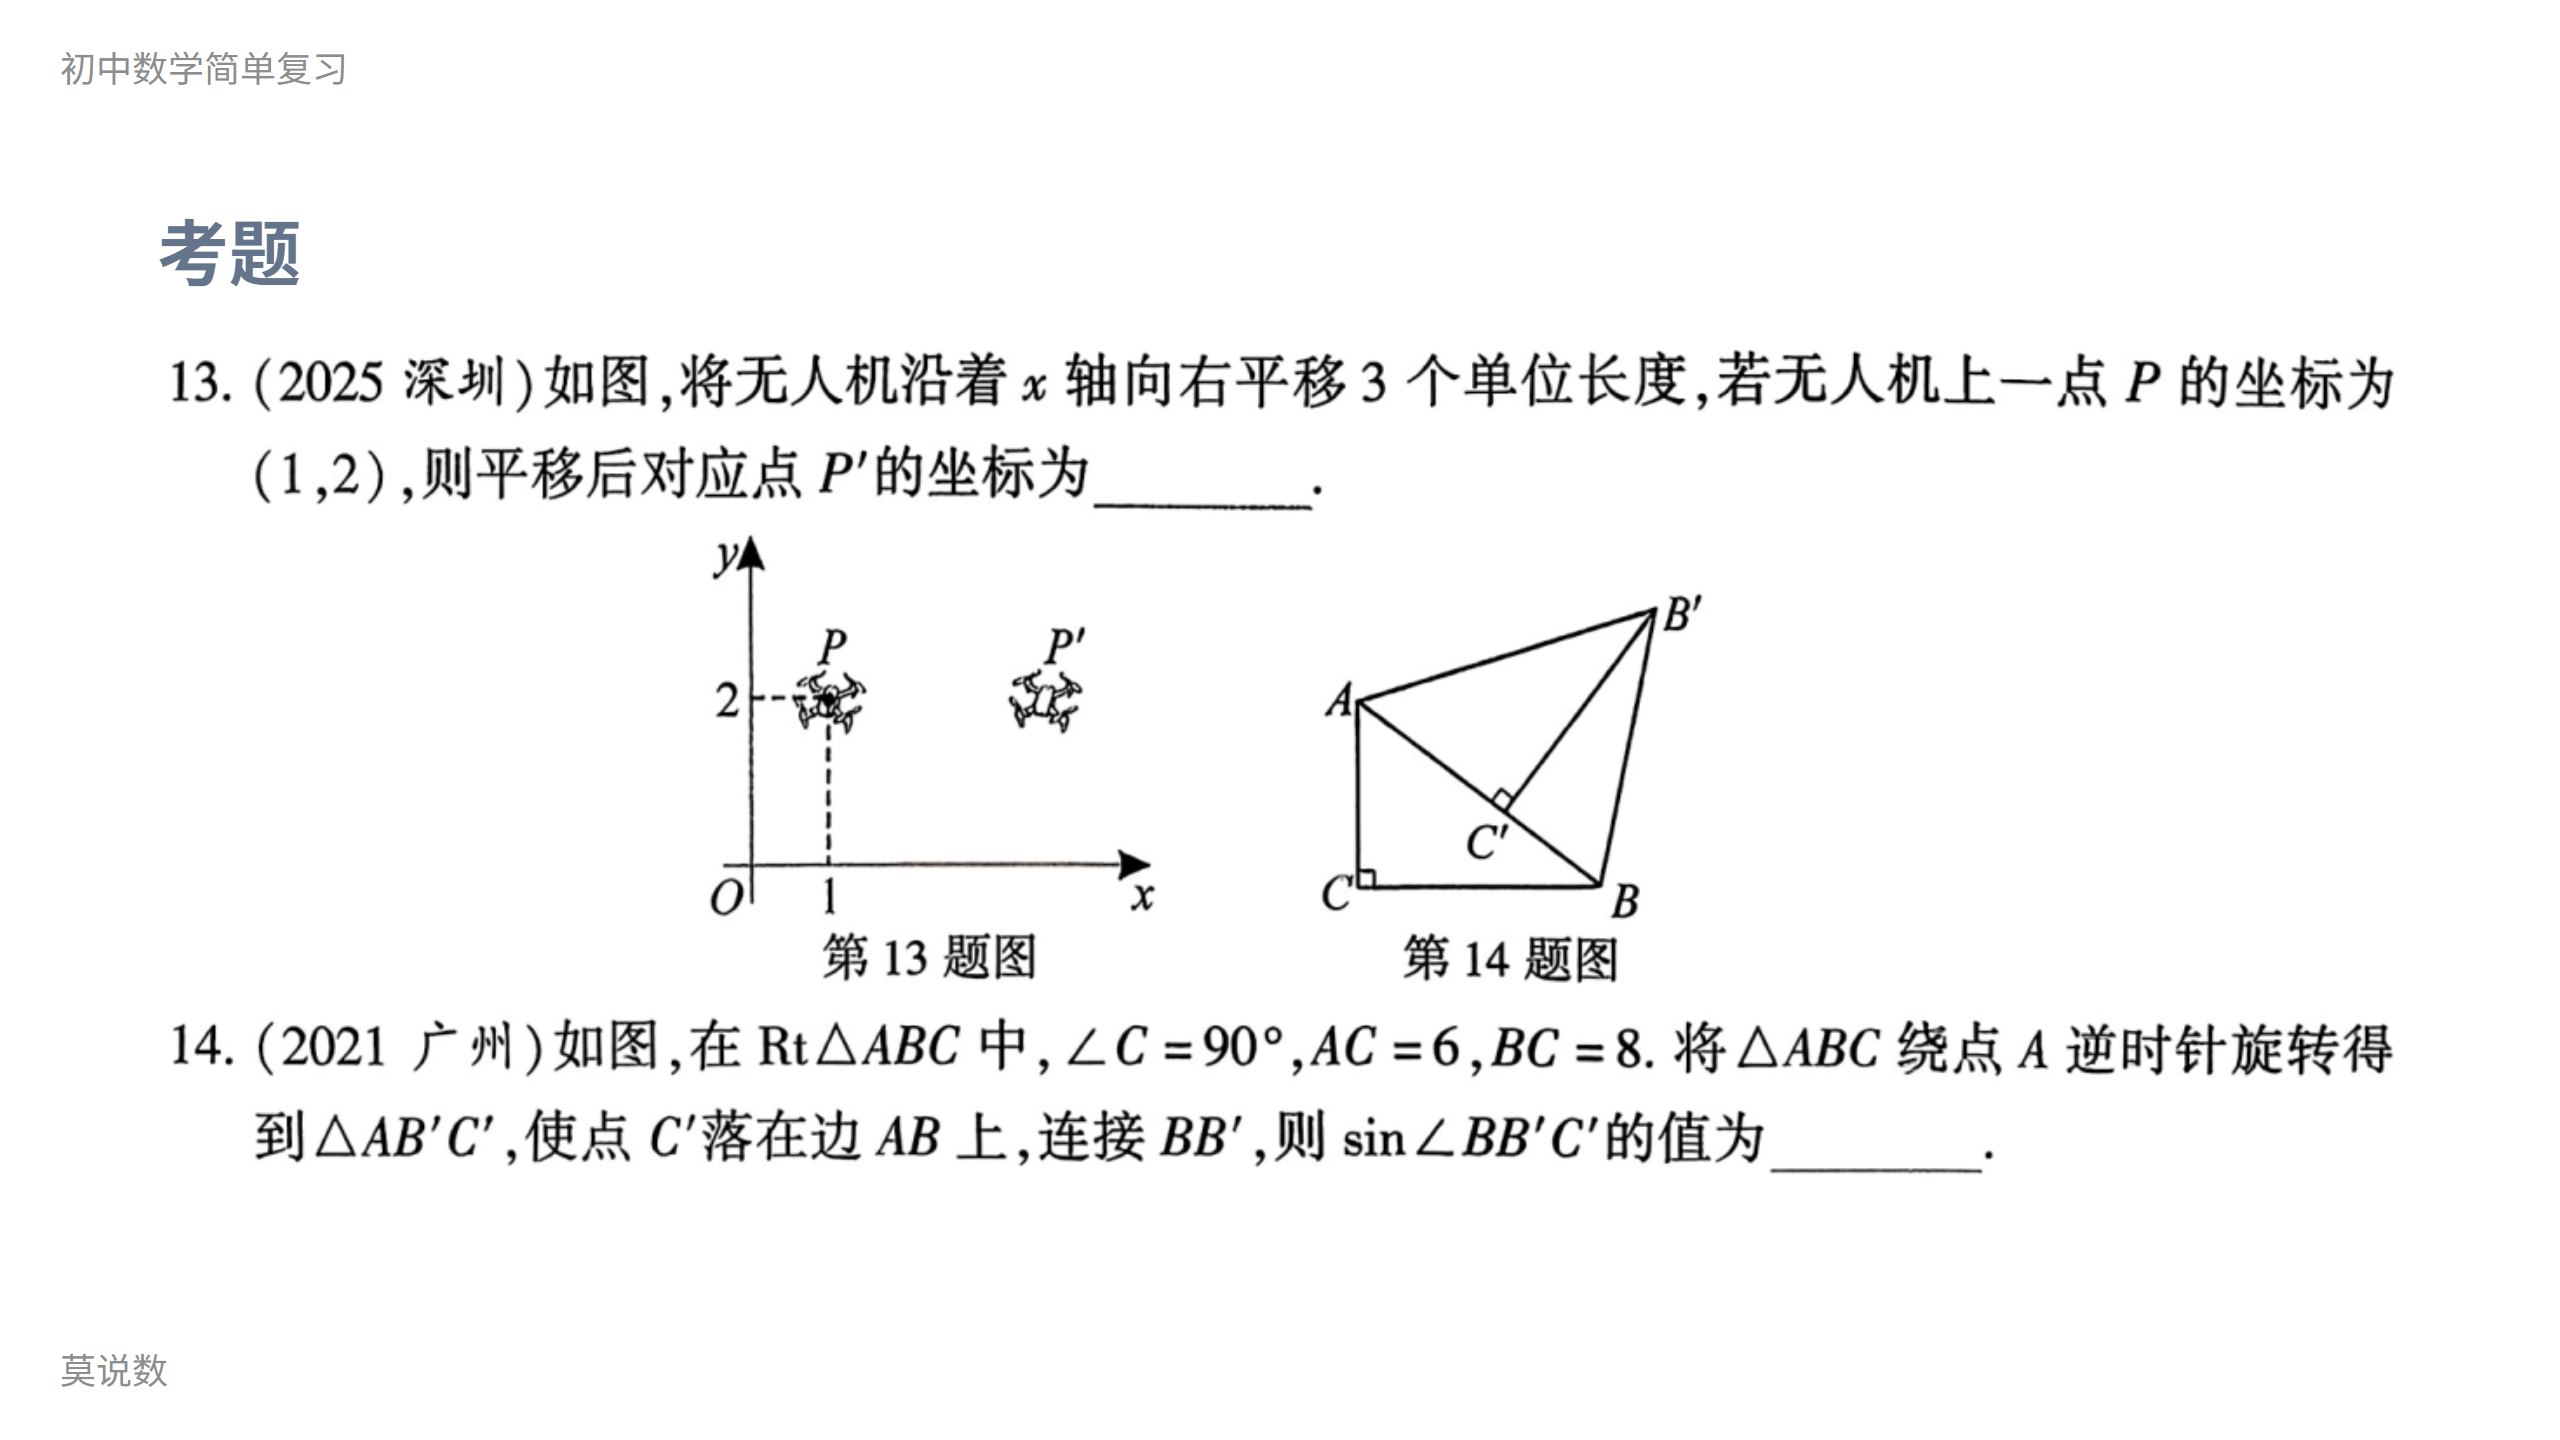 初中数学简单复习
考题
13. (2025 深圳)如图,将无人机沿着 x 轴向右平移 3 个单位长度,若无人机上一点 P 的坐标为
(1,2),则平移后对应点 P′的坐标为________.
y
P
P′
2
O
1
x
第 13 题图
B′
A
C′
C
B
第 14 题图
14. (2021 广州)如图,在 Rt△ABC 中,∠C=90°,AC=6,BC=8. 将△ABC 绕点 A 逆时针旋转得
到△AB′C′,使点 C′落在边 AB 上,连接 BB′,则 sin∠BB′C′的值为________.
莫说数